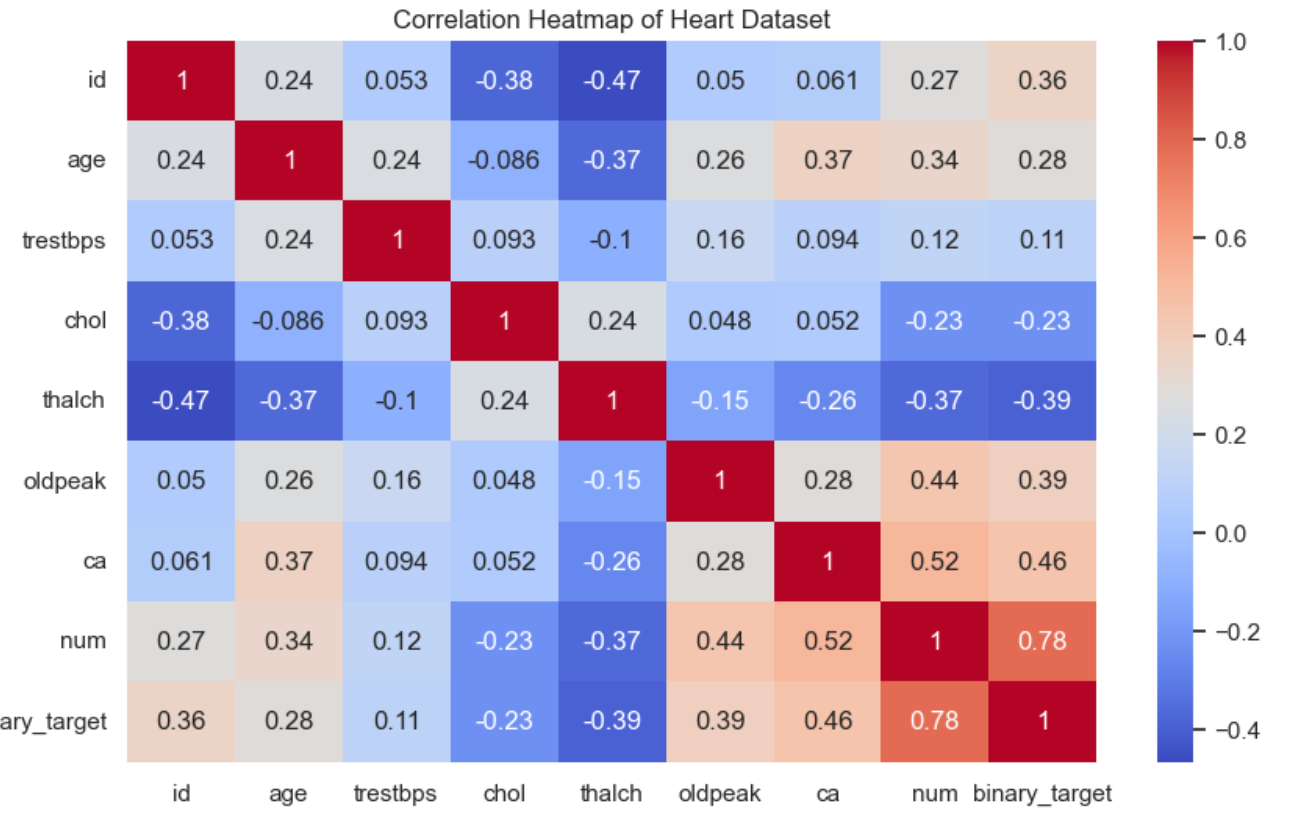 Correlation Heatmap of Heart Dataset
id 1 0.24 0.053 -0.38 -0.47 0.05 0.061 0.27 0.36
age 0.24 1 0.24 -0.086 -0.37 0.26 0.37 0.34 0.28
trestbps 0.053 0.24 1 0.093 -0.1 0.16 0.094 0.12 0.11
chol -0.38 -0.086 0.093 1 0.24 0.048 0.052 -0.23 -0.23
thalch -0.47 -0.37 -0.1 0.24 1 -0.15 -0.26 -0.37 -0.39
oldpeak 0.05 0.26 0.16 0.048 -0.15 1 0.28 0.44 0.39
ca 0.061 0.37 0.094 0.052 -0.26 0.28 1 0.52 0.46
num 0.27 0.34 0.12 -0.23 -0.37 0.44 0.52 1 0.78
ary_target 0.36 0.28 0.11 -0.23 -0.39 0.39 0.46 0.78 1
id age trestbps chol thalch oldpeak ca num binary_target
1.0
0.8
0.6
0.4
0.2
0.0
−0.2
−0.4